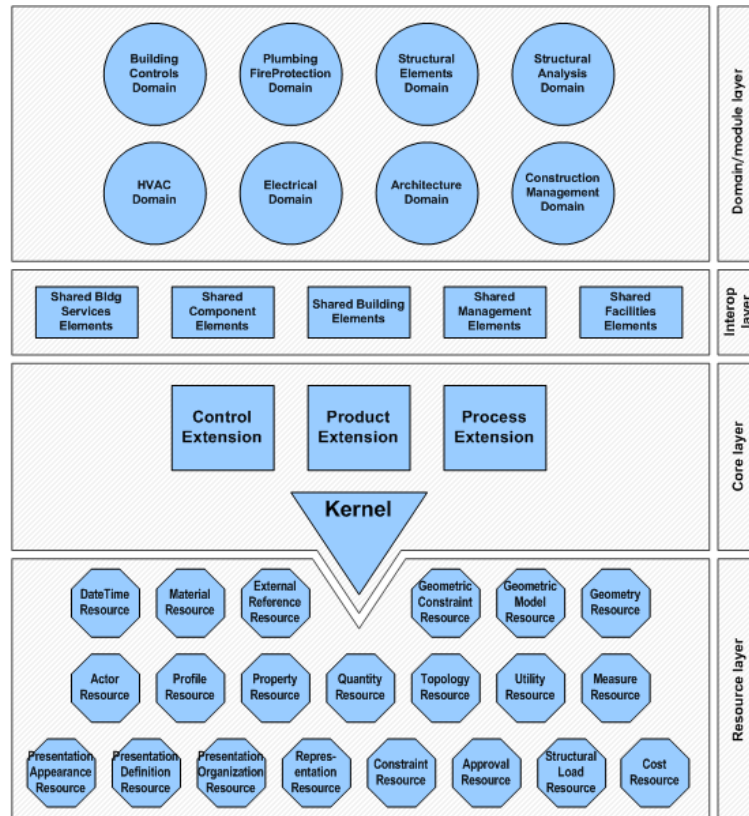 Building
Controls
Domain
Plumbing
FireProtection
Domain
Structural
Elements
Domain
Structural
Analysis
Domain
HVAC
Domain
Electrical
Domain
Architecture
Domain
Construction
Management
Domain
Domain/module layer
Shared Bldg
Services
Elements
Shared
Component
Elements
Shared Building
Elements
Shared
Management
Elements
Shared
Facilities
Elements
Interop
layer
Control
Extension
Product
Extension
Process
Extension
Kernel
Core layer
DateTime
Resource
Material
Resource
External
Reference
Resource
Geometric
Constraint
Resource
Geometric
Model
Resource
Geometry
Resource
Actor
Resource
Profile
Resource
Property
Resource
Quantity
Resource
Topology
Resource
Utility
Resource
Measure
Resource
Presentation
Appearance
Resource
Presentation
Definition
Resource
Presentation
Organization
Resource
Repres-
entation
Resource
Constraint
Resource
Approval
Resource
Structural
Load
Resource
Cost
Resource
Resource layer